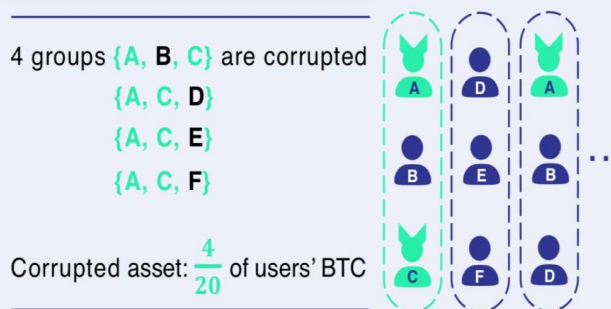 4 groups {A, B, C} are corrupted
{A, C, D}
{A, C, E}
{A, C, F}
Corrupted asset: 4/20 of users' BTC
A D A
B E B ..
C F D